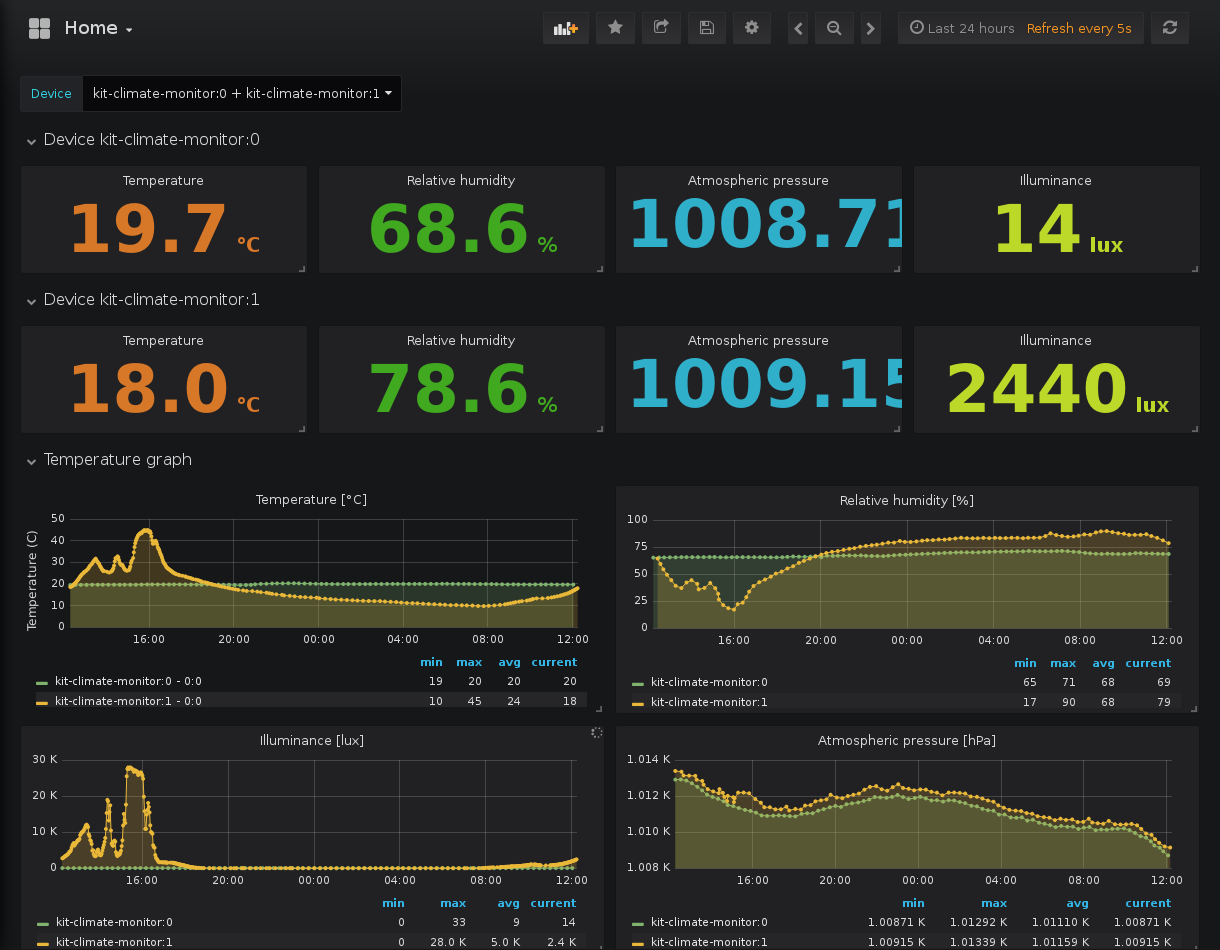 Home
Last 24 hours Refresh every 5s
Device kit-climate-monitor:0 + kit-climate-monitor:1
Device kit-climate-monitor:0
Temperature
19.7 °C
Relative humidity
68.6 %
Atmospheric pressure
1008.71
Illuminance
14 lux
Device kit-climate-monitor:1
Temperature
18.0 °C
Relative humidity
78.6 %
Atmospheric pressure
1009.15
Illuminance
2440 lux
Temperature graph
Temperature [°C]
Temperature (C)
50
40
30
20
10
0
16:00 20:00 00:00 04:00 08:00 12:00
min max avg current
kit-climate-monitor:0 - 0:0 19 20 20 20
kit-climate-monitor:1 - 0:0 10 45 24 18
Relative humidity [%]
100
75
50
25
0
16:00 20:00 00:00 04:00 08:00 12:00
min max avg current
kit-climate-monitor:0 65 71 68 69
kit-climate-monitor:1 17 90 68 79
Illuminance [lux]
30 K
20 K
10 K
0
16:00 20:00 00:00 04:00 08:00 12:00
min max avg current
kit-climate-monitor:0 0 33 9 14
kit-climate-monitor:1 0 28.0 K 5.0 K 2.4 K
Atmospheric pressure [hPa]
1.014 K
1.012 K
1.010 K
1.008 K
16:00 20:00 00:00 04:00 08:00 12:00
min max avg current
kit-climate-monitor:0 1.00871 K 1.01292 K 1.01110 K 1.00871 K
kit-climate-monitor:1 1.00915 K 1.01339 K 1.01159 K 1.00915 K